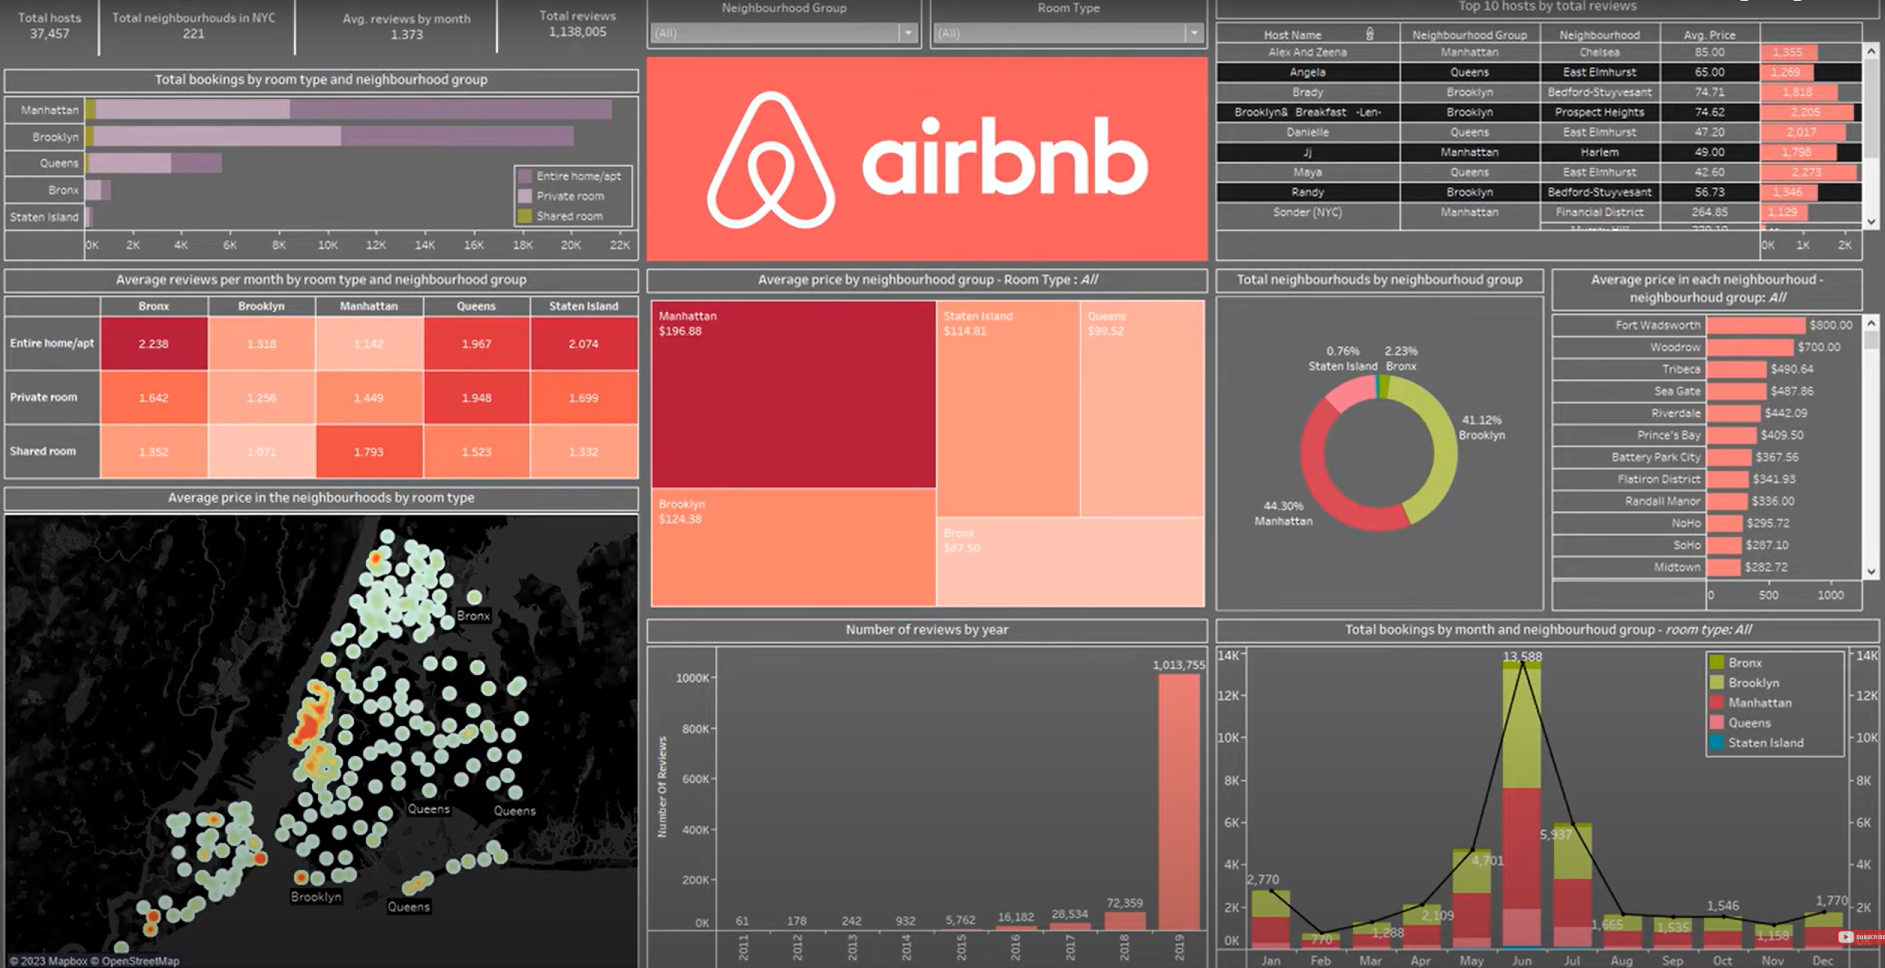 Total hosts
37,457
Total neighbourhouds in NYC
221
Avg. reviews by month
1.373
Total reviews
1,138,005
Neighbourhood Group
(All)
Room Type
(All)
Total bookings by room type and neighbourhood group
Manhattan
Brooklyn
Queens
Bronx
Staten Island
Entire home/apt
Private room
Shared room
0K 2K 4K 6K 8K 10K 12K 14K 16K 18K 20K 22K
airbnb
Top 10 hosts by total reviews
Host Name Neighbourhood Group Neighbourhood Avg. Price
Alex And Zeena Manhattan Chelsea 85.00 1,355
Angela Queens East Elmhurst 65.00 1,269
Brady Brooklyn Bedford-Stuyvesant 74.71 1,818
Brooklyn& Breakfast -Len- Brooklyn Prospect Heights 74.62 2,205
Danielle Queens East Elmhurst 47.20 2,017
Jj Manhattan Harlem 49.00 1,798
Maya Queens East Elmhurst 42.60 2,273
Randy Brooklyn Bedford-Stuyvesant 56.73 1,346
Sonder (NYC) Manhattan Financial District 264.85 1,129
0K 1K 2K
Average reviews per month by room type and neighbourhood group
Bronx Brooklyn Manhattan Queens Staten Island
Entire home/apt 2.238 1.318 1.142 1.967 2.074
Private room 1.642 1.256 1.449 1.948 1.699
Shared room 1.352 1.071 1.793 1.523 1.332
Average price by neighbourhood group - Room Type : All
Manhattan
$196.88
Staten Island
$114.81
Queens
$99.52
Brooklyn
$124.38
Bronx
$87.50
Total neighbourhouds by neighbourhoud group
0.76%
Staten Island
2.23%
Bronx
41.12%
Brooklyn
44.30%
Manhattan
Average price in each neighbourhoud -
neighbourhoud group: All
Fort Wadsworth $800.00
Woodrow $700.00
Tribeca $490.64
Sea Gate $487.86
Riverdale $442.09
Prince's Bay $409.50
Battery Park City $367.56
Flatiron District $341.93
Randall Manor $336.00
NoHo $295.72
SoHo $287.10
Midtown $282.72
0 500 1000
Average price in the neighbourhoods by room type
Bronx
Queens
Queens
Brooklyn
Queens
© 2023 Mapbox © OpenStreetMap
Number of reviews by year
Number Of Reviews
1000K
800K
600K
400K
200K
0K
61 178 242 932 5,762 16,182 28,534 72,359 1,013,755
2011 2012 2013 2014 2015 2016 2017 2018 2019
Total bookings by month and neighbourhoud group - room type: All
14K
12K
10K
8K
6K
4K
2K
0K
2,770 770 1,288 2,109 4,701 13,588 5,937 1,665 1,535 1,546 1,158 1,770
Bronx
Brooklyn
Manhattan
Queens
Staten Island
14K
12K
10K
8K
6K
4K
2K
Jan Feb Mar Apr May Jun Jul Aug Sep Oct Nov Dec
SUBSCRIBE